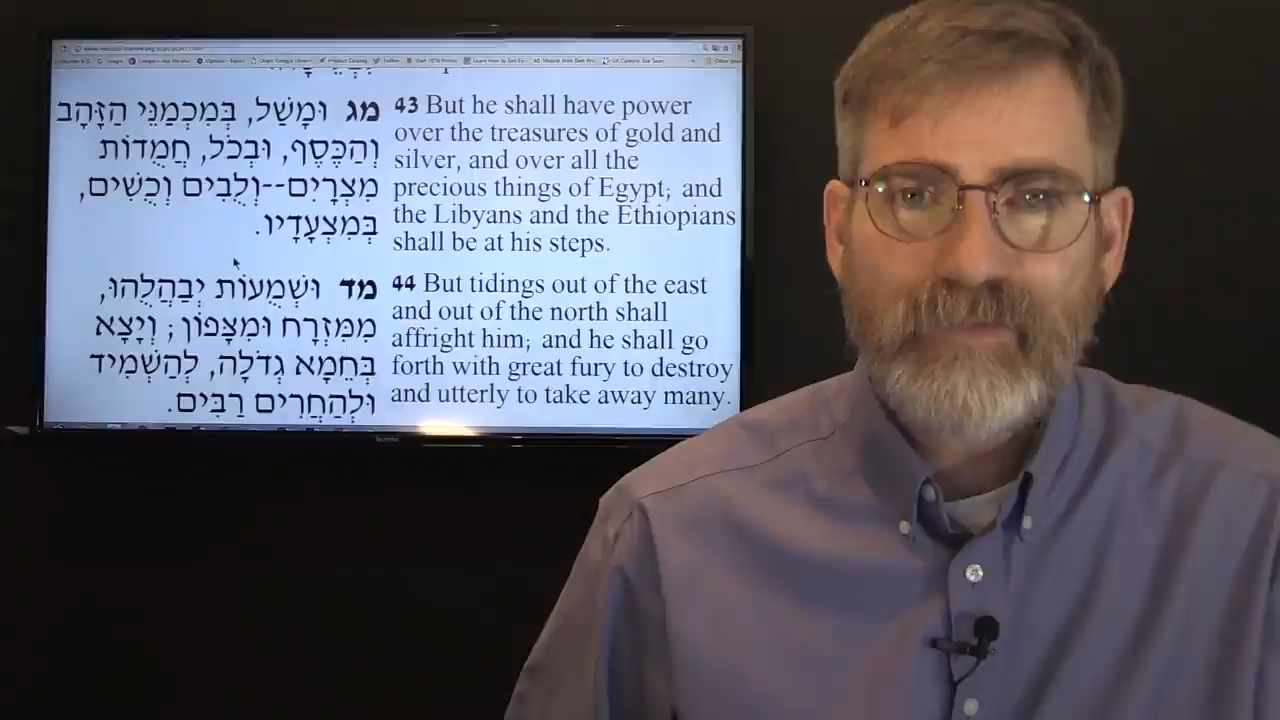 מג וּמָשַׁל, בְּמִכְמַנֵּי הַזָּהָב
וְהַכֶּסֶף, וּבְכֹל, חֲמֻדוֹת
מִצְרָיִם--וְלֻבִים וְכֻשִׁים,
בְּמִצְעָדָיו.
43 But he shall have power
over the treasures of gold and
silver, and over all the
precious things of Egypt; and
the Libyans and the Ethiopians
shall be at his steps.
מד וּשְׁמֻעוֹת יְבַהֲלֻהוּ,
מִמִּזְרָח וּמִצָּפוֹן; וְיָצָא
בְּחֵמָא גְדֹלָה, לְהַשְׁמִיד
וּלְהַחֲרִים רַבִּים.
44 But tidings out of the east
and out of the north shall
affright him; and he shall go
forth with great fury to destroy
and utterly to take away many.